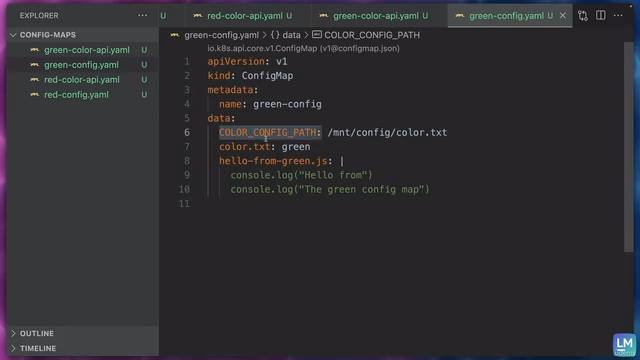 EXPLORER
CONFIG-MAPS
green-color-api.yaml U
green-config.yaml U
red-color-api.yaml U
red-config.yaml U
OUTLINE
TIMELINE
U red-color-api.yaml U green-color-api.yaml U green-config.yaml U
green-config.yaml > {} data > COLOR_CONFIG_PATH
io.k8s.api.core.v1.ConfigMap (v1@configmap.json)
1 apiVersion: v1
2 kind: ConfigMap
3 metadata:
4 name: green-config
5 data:
6 COLOR_CONFIG_PATH: /mnt/config/color.txt
7 color.txt: green
8 hello-from-green.js: |
9 console.log("Hello from")
10 console.log("The green config map")
11
LM